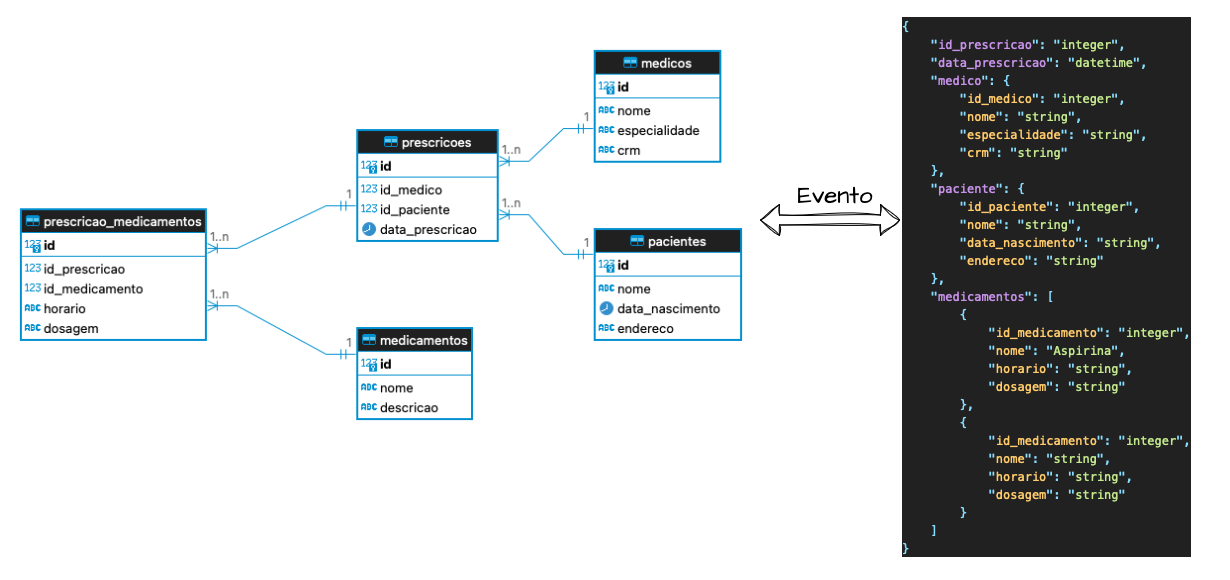 prescricao_medicamentos
123 id
123 id_prescricao
123 id_medicamento
ABC horario
ABC dosagem
1..n
1
1..n
1
prescricoes
123 id
123 id_medico
123 id_paciente
data_prescricao
medicamentos
123 id
ABC nome
ABC descricao
1..n
1
1..n
1
medicos
123 id
ABC nome
ABC especialidade
ABC crm
pacientes
123 id
ABC nome
data_nascimento
ABC endereco
Evento
{
"id_prescricao": "integer",
"data_prescricao": "datetime",
"medico": {
"id_medico": "integer",
"nome": "string",
"especialidade": "string",
"crm": "string"
},
"paciente": {
"id_paciente": "integer",
"nome": "string",
"data_nascimento": "string",
"endereco": "string"
},
"medicamentos": [
{
"id_medicamento": "integer",
"nome": "Aspirina",
"horario": "string",
"dosagem": "string"
},
{
"id_medicamento": "integer",
"nome": "string",
"horario": "string",
"dosagem": "string"
}
]
}